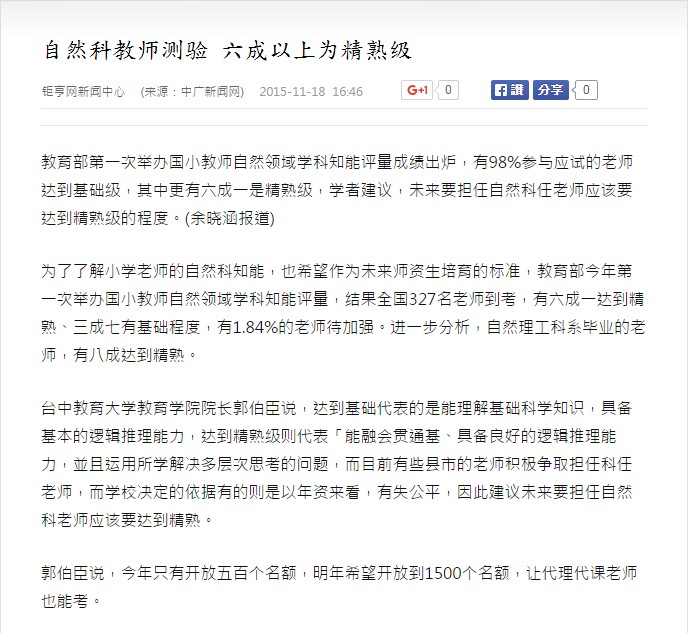 自然科教师测验 六成以上为精熟级
钜亨网新闻中心 (来源：中广新闻网) 2015-11-18 16:46 G+1 0 讚 分享 0
教育部第一次举办国小教师自然领域学科知能评量成绩出炉，有98%参与应试的老师
达到基础级，其中更有六成一是精熟级，学者建议，未来要担任自然科任老师应该要
达到精熟级的程度。(余晓涵报道)
为了了解小学老师的自然科知能，也希望作为未来师资生培育的标准，教育部今年第
一次举办国小教师自然领域学科知能评量，结果全国327名老师到考，有六成一达到精
熟、三成七有基础程度，有1.84%的老师待加强。进一步分析，自然理工科系毕业的老
师，有八成达到精熟。
台中教育大学教育学院院长郭伯臣说，达到基础代表的是能理解基础科学知识，具备
基本的逻辑推理能力，达到精熟级则代表「能融会贯通基、具备良好的逻辑推理能
力，並且运用所学解决多层次思考的问题，而目前有些县市的老师积极争取担任科任
老师，而学校决定的依据有的则是以年资来看，有失公平，因此建议未来要担任自然
科老师应该要达到精熟。
郭伯臣说，今年只有开放五百个名额，明年希望开放到1500个名额，让代理代课老师
也能考。